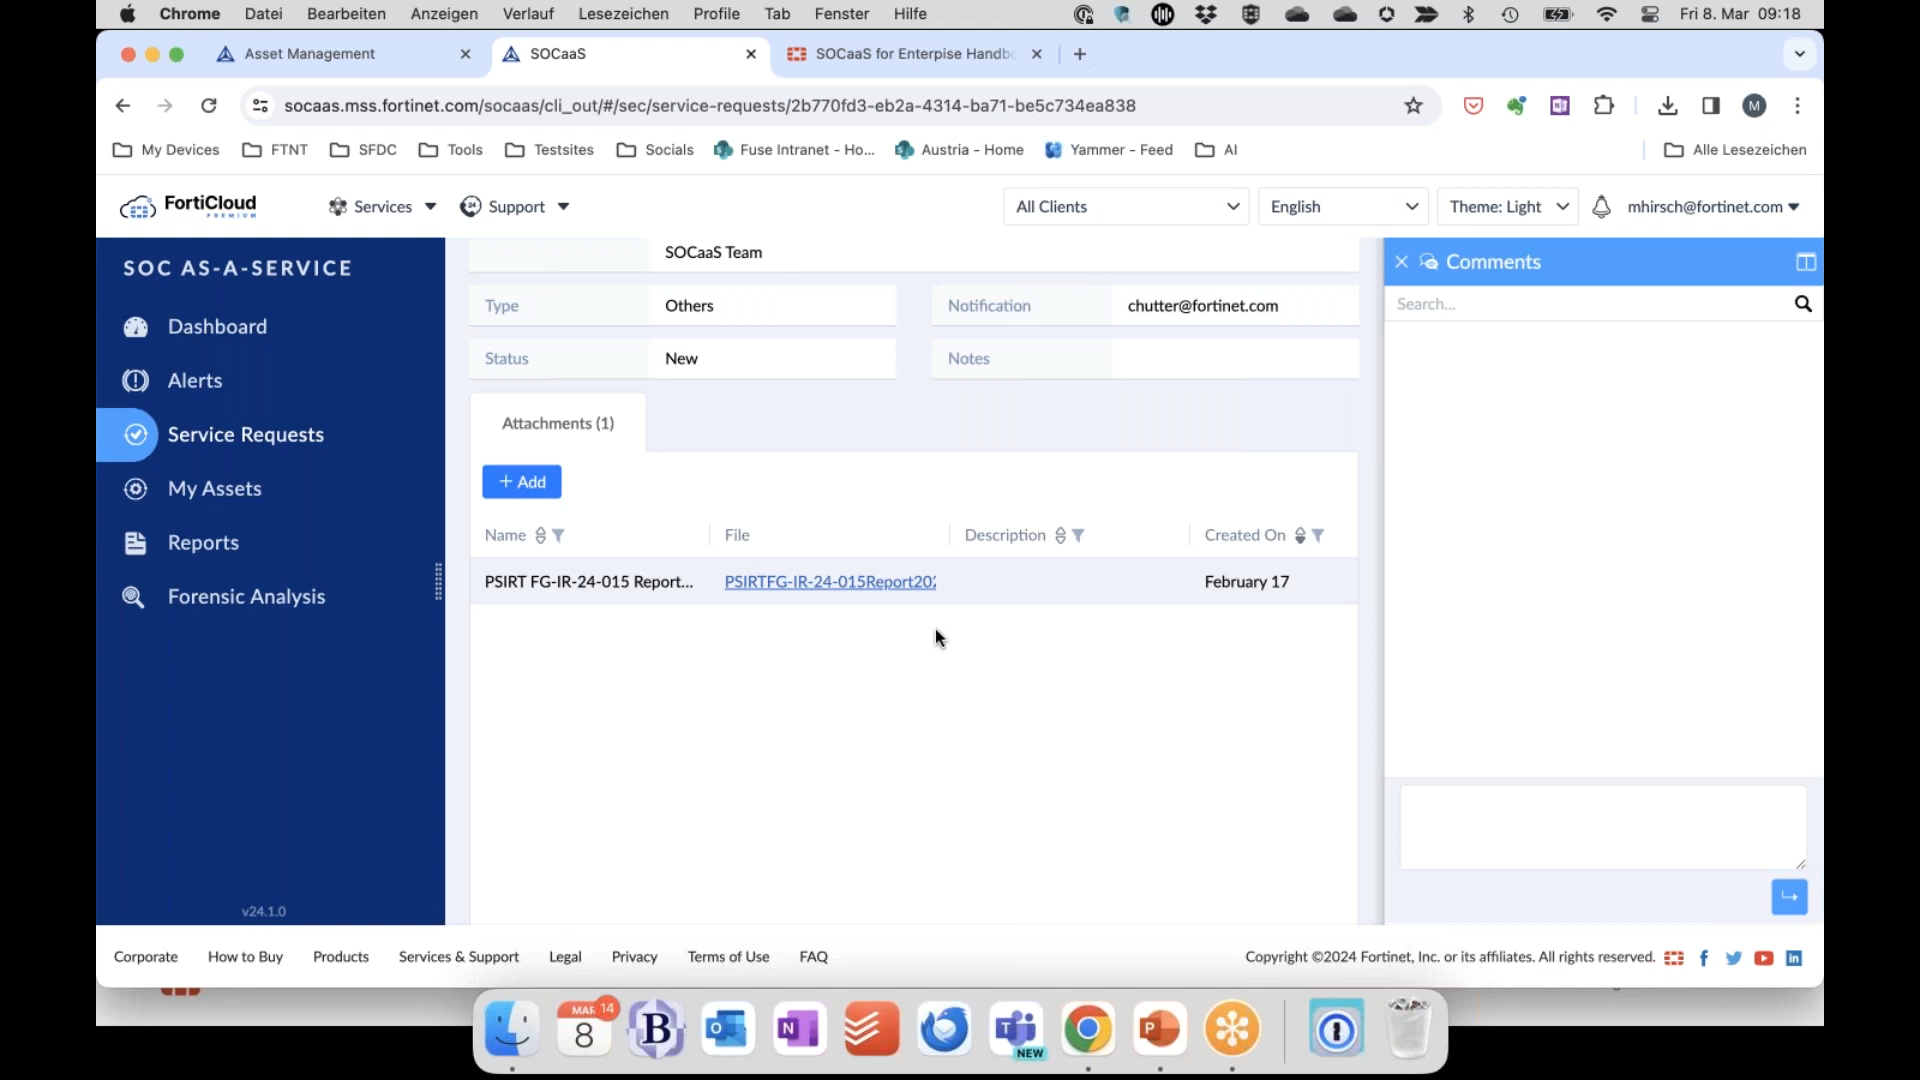 Chrome Datei Bearbeiten Anzeigen Verlauf Lesezeichen Profile Tab Fenster Hilfe Fri 8. Mar 09:18
Asset Management SOCaaS SOCaaS for Enterpise Handb
socaas.mss.fortinet.com/socaas/cli_out/#/sec/service-requests/2b770fd3-eb2a-4314-ba71-be5c734ea838 M
My Devices FTNT SFDC Tools Testsites Socials Fuse Intranet - Ho... Austria - Home Yammer - Feed AI Alle Lesezeichen
FortiCloud
PREMIUM
Services Support All Clients English Theme: Light mhirsch@fortinet.com
SOC AS-A-SERVICE
Dashboard
Alerts
Service Requests
My Assets
Reports
Forensic Analysis
v24.1.0
SOCaaS Team
Type Others Notification chutter@fortinet.com
Status New Notes
Attachments (1)
+ Add
Name File Description Created On
PSIRT FG-IR-24-015 Report... PSIRTFG-IR-24-015Report202 February 17
Comments
Search...
Corporate How to Buy Products Services & Support Legal Privacy Terms of Use FAQ Copyright ©2024 Fortinet, Inc. or its affiliates. All rights reserved.
MAR 14
8
B
O
N
T
NEW
P